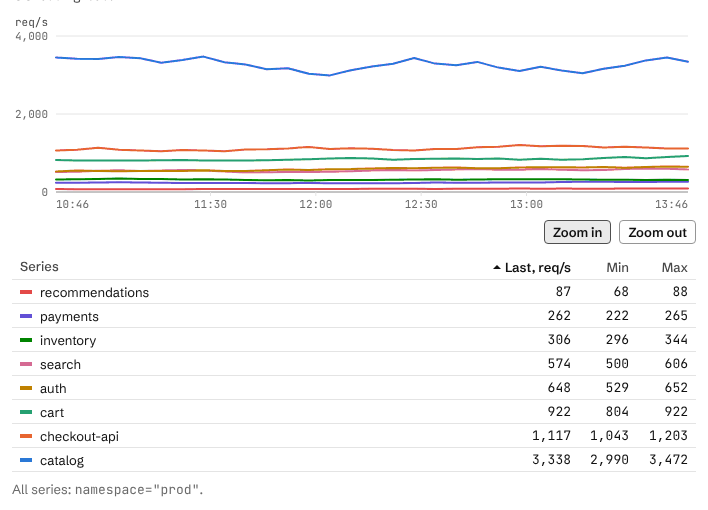 req/s
4,000
2,000
0
10:46 11:30 12:00 12:30 13:00 13:46
Zoom in Zoom out
Series Last, req/s Min Max
recommendations 87 68 88
payments 262 222 265
inventory 306 296 344
search 574 500 606
auth 648 529 652
cart 922 804 922
checkout-api 1,117 1,043 1,203
catalog 3,338 2,990 3,472
All series: namespace="prod".